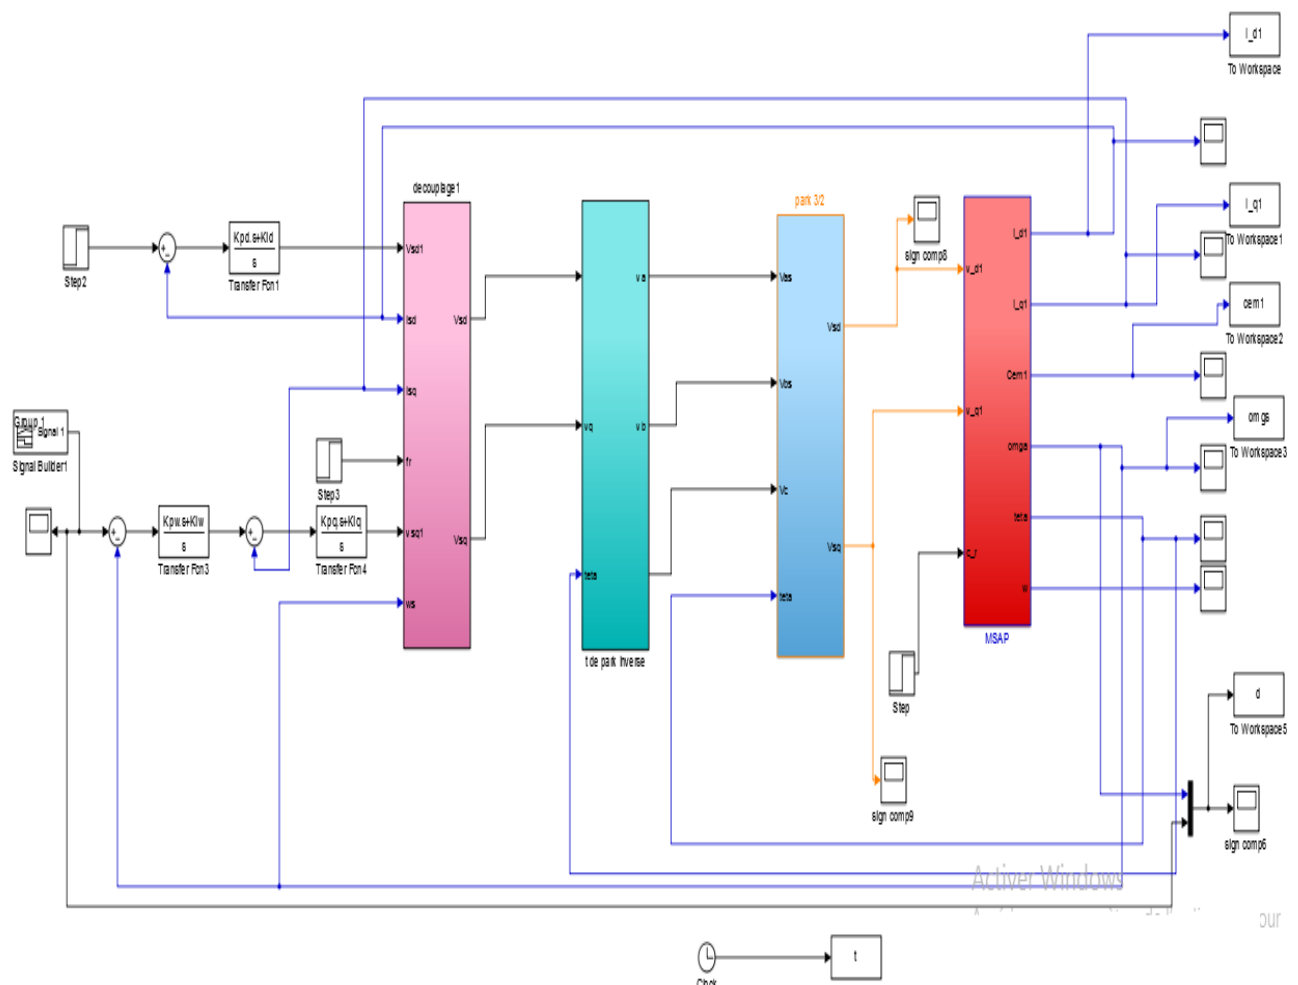 I_d1
To Workspace
decouplage1
park 3/2
I_q1
To Workspace1
sign comp8
Kpd.s+KId
s
Transfer Fcn1
Step2
Vsd1
Isd
Isq
fr
vsq1
ws
Vsd
Vsq
vq
teta
va
vb
t de park inverse
Vas
Vbs
Vc
teta
Vsd
Vsq
v_d1
v_q1
c_r
I_d1
I_q1
Cem1
omga
teta
w
MSAP
cem1
To Workspace2
omga
To Workspace3
Group 1
Signal 1
Signal Builder1
Step3
Kpw.s+KIw
s
Transfer Fcn3
Kpq.s+KIq
s
Transfer Fcn4
Step
d
To Workspace5
sign comp9
sign comp6
Activer Windows
t
Clock